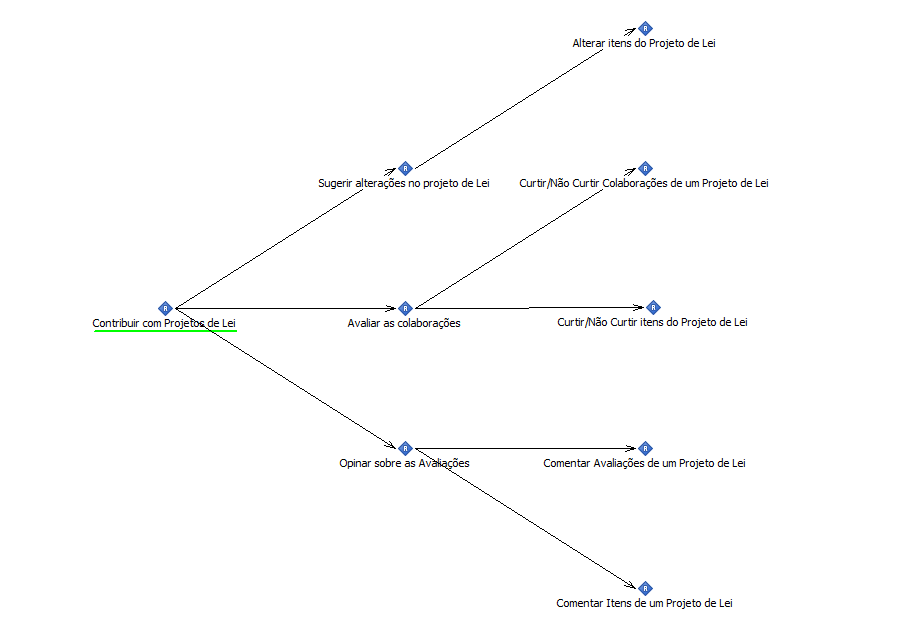 Alterar itens do Projeto de Lei
Sugerir alterações no projeto de Lei
Curtir/Não Curtir Colaborações de um Projeto de Lei
Contribuir com Projetos de Lei
Avaliar as colaborações
Curtir/Não Curtir itens do Projeto de Lei
Opinar sobre as Avaliações
Comentar Avaliações de um Projeto de Lei
Comentar Itens de um Projeto de Lei